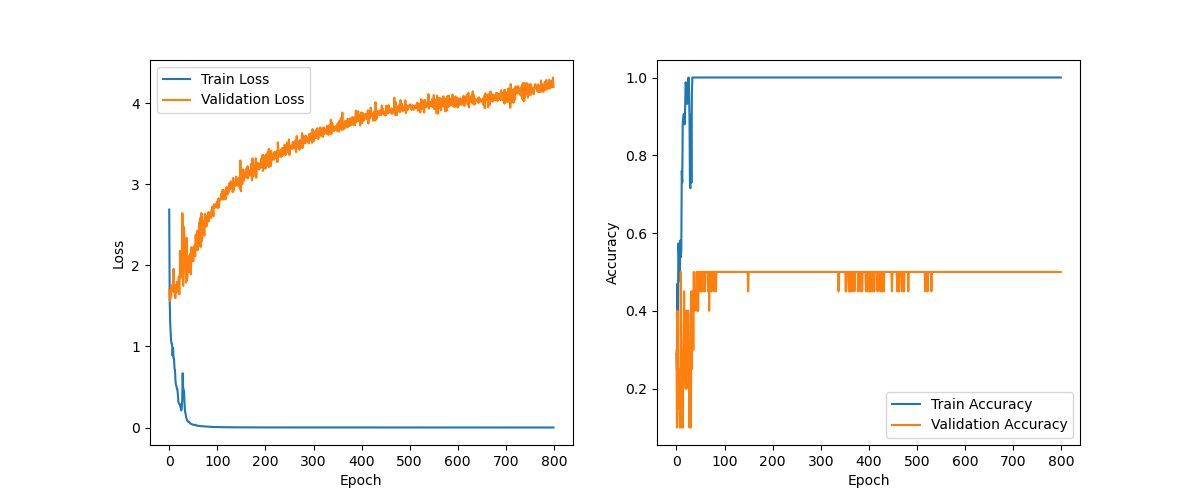 Train Loss
Validation Loss
4
3
2
1
0
Loss
0 100 200 300 400 500 600 700 800
Epoch
1.0
0.8
0.6
0.4
0.2
Accuracy
Train Accuracy
Validation Accuracy
0 100 200 300 400 500 600 700 800
Epoch